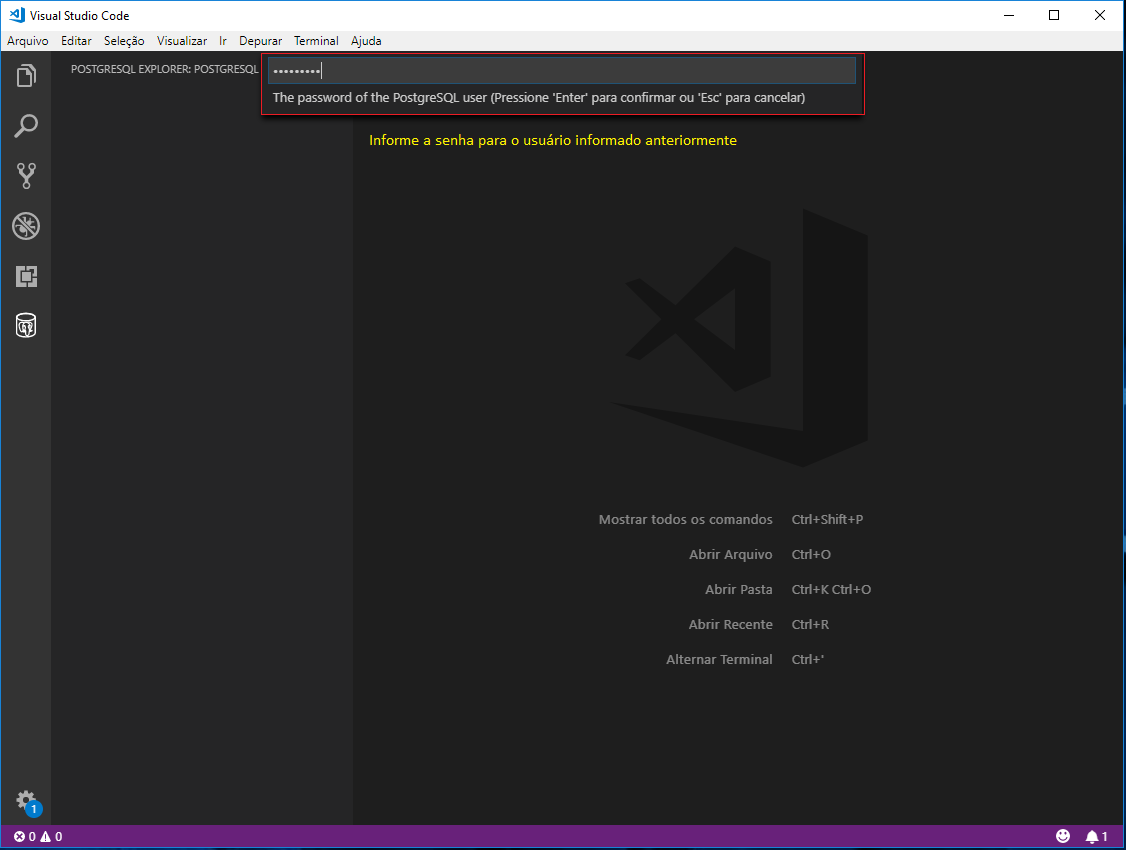 Visual Studio Code
Arquivo Editar Seleção Visualizar Ir Depurar Terminal Ajuda
POSTGRESQL EXPLORER: POSTGRESQL
•••••••••
The password of the PostgreSQL user (Pressione 'Enter' para confirmar ou 'Esc' para cancelar)
Informe a senha para o usuário informado anteriormente
Mostrar todos os comandos Ctrl+Shift+P
Abrir Arquivo Ctrl+O
Abrir Pasta Ctrl+K Ctrl+O
Abrir Recente Ctrl+R
Alternar Terminal Ctrl+'
1
0 0 1